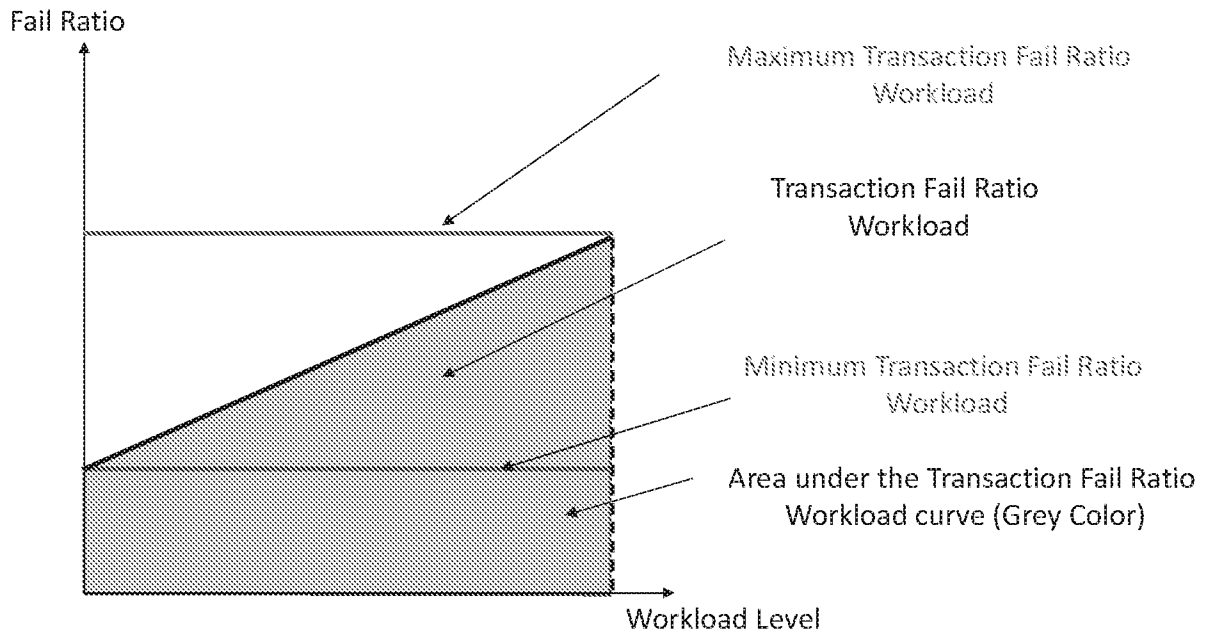 Fail Ratio
Maximum Transaction Fail Ratio
Workload
Transaction Fail Ratio
Workload
Minimum Transaction Fail Ratio
Workload
Area under the Transaction Fail Ratio
Workload curve (Grey Color)
Workload Level